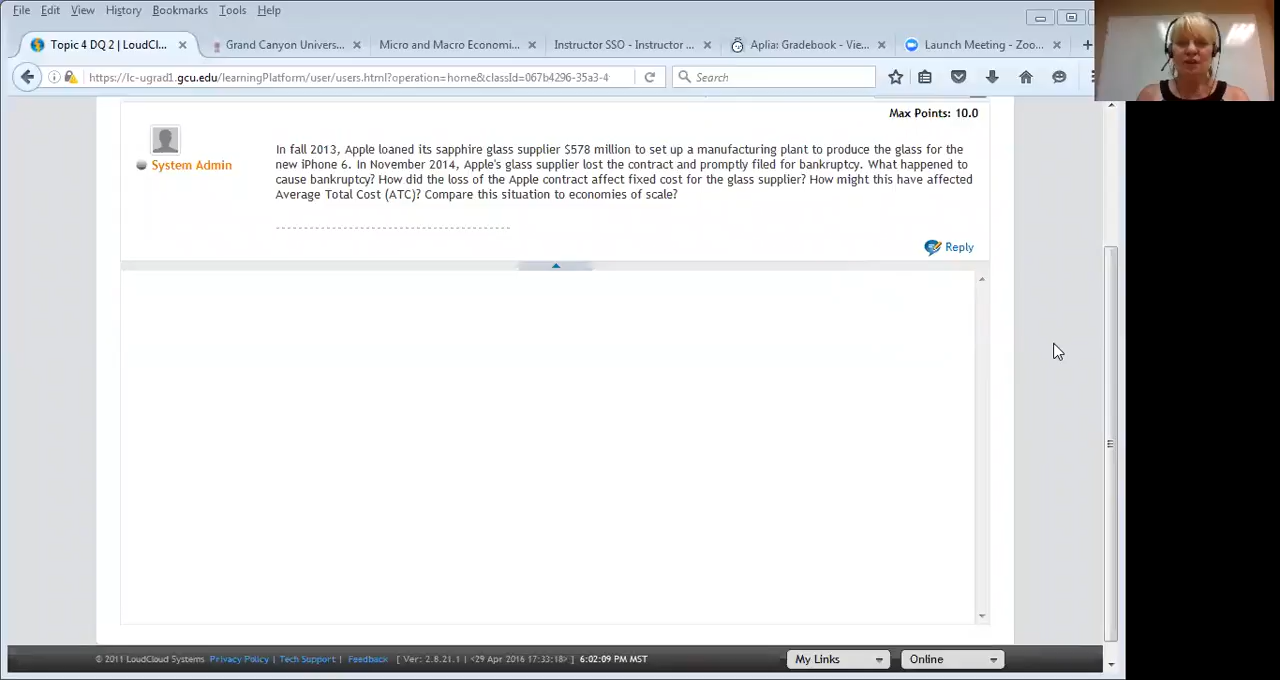 File Edit View History Bookmarks Tools Help
Topic 4 DQ 2 | LoudCl... × Grand Canyon Univers... × Micro and Macro Economi... × Instructor SSO - Instructor ... × Aplia: Gradebook - Vie... × Launch Meeting - Zoo... × +
https://lc-ugrad1.gcu.edu/learningPlatform/user/users.html?operation=home&classId=067b4296-35a3-4 Search
Max Points: 10.0
System Admin
In fall 2013, Apple loaned its sapphire glass supplier $578 million to set up a manufacturing plant to produce the glass for the
new iPhone 6. In November 2014, Apple's glass supplier lost the contract and promptly filed for bankruptcy. What happened to
cause bankruptcy? How did the loss of the Apple contract affect fixed cost for the glass supplier? How might this have affected
Average Total Cost (ATC)? Compare this situation to economies of scale?
Reply
© 2011 LoudCloud Systems Privacy Policy | Tech Support | Feedback [ Ver: 2.8.21.1 | <29 Apr 2016 17:33:18> ] 6:02:09 PM MST My Links Online